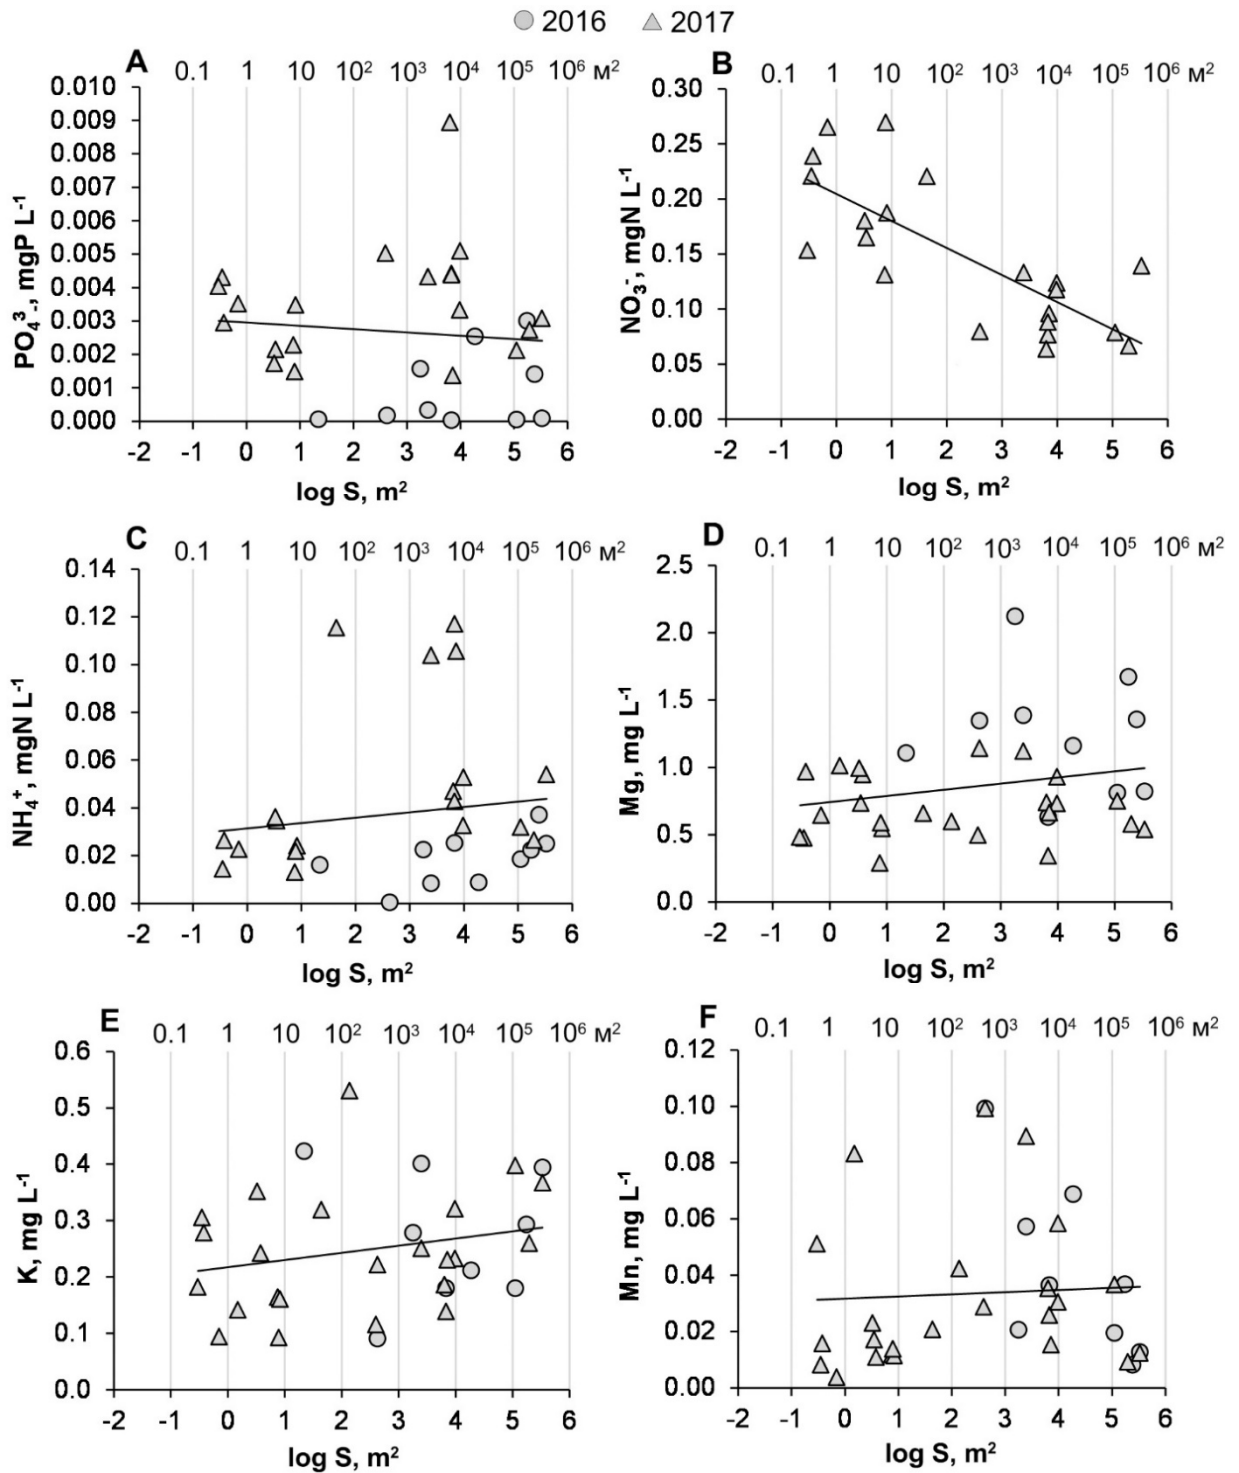 2016 2017
A 0.1 1 10 10² 10³ 10⁴ 10⁵ 10⁶ м²
0.010
0.009
0.008
0.007
0.006
0.005
0.004
0.003
0.002
0.001
0.000
PO₄³⁻, mgP L⁻¹
-2 -1 0 1 2 3 4 5 6
log S, m²
B 0.1 1 10 10² 10³ 10⁴ 10⁵ 10⁶ м²
0.30
0.25
0.20
0.15
0.10
0.05
0.00
NO₃⁻, mgN L⁻¹
-2 -1 0 1 2 3 4 5 6
log S, m²
C 0.1 1 10 10² 10³ 10⁴ 10⁵ 10⁶ м²
0.14
0.12
0.10
0.08
0.06
0.04
0.02
0.00
NH₄⁺, mgN L⁻¹
-2 -1 0 1 2 3 4 5 6
log S, m²
D 0.1 1 10 10² 10³ 10⁴ 10⁵ 10⁶ м²
2.5
2.0
1.5
1.0
0.5
0.0
Mg, mg L⁻¹
-2 -1 0 1 2 3 4 5 6
log S, m²
E 0.1 1 10 10² 10³ 10⁴ 10⁵ 10⁶ м²
0.6
0.5
0.4
0.3
0.2
0.1
0.0
K, mg L⁻¹
-2 -1 0 1 2 3 4 5 6
log S, m²
F 0.1 1 10 10² 10³ 10⁴ 10⁵ 10⁶ м²
0.12
0.10
0.08
0.06
0.04
0.02
0.00
Mn, mg L⁻¹
-2 -1 0 1 2 3 4 5 6
log S, m²